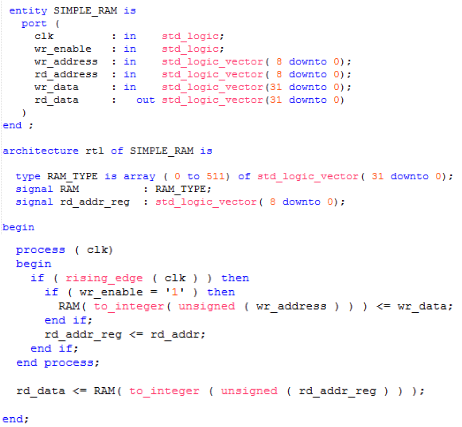 entity SIMPLE_RAM is
port (
clk : in std_logic;
wr_enable : in std_logic;
wr_address : in std_logic_vector( 8 downto 0);
rd_address : in std_logic_vector( 8 downto 0);
wr_data : in std_logic_vector(31 downto 0);
rd_data : out std_logic_vector(31 downto 0)
)
end ;
architecture rtl of SIMPLE_RAM is
type RAM_TYPE is array ( 0 to 511) of std_logic_vector( 31 downto 0);
signal RAM : RAM_TYPE;
signal rd_addr_reg : std_logic_vector( 8 downto 0);
begin
process ( clk)
begin
if ( rising_edge ( clk ) ) then
if ( wr_enable = '1' ) then
RAM( to_integer( unsigned ( wr_address ) ) ) <= wr_data;
end if;
rd_addr_reg <= rd_addr;
end if;
end process;
rd_data <= RAM( to_integer ( unsigned ( rd_addr_reg ) ) );
end;